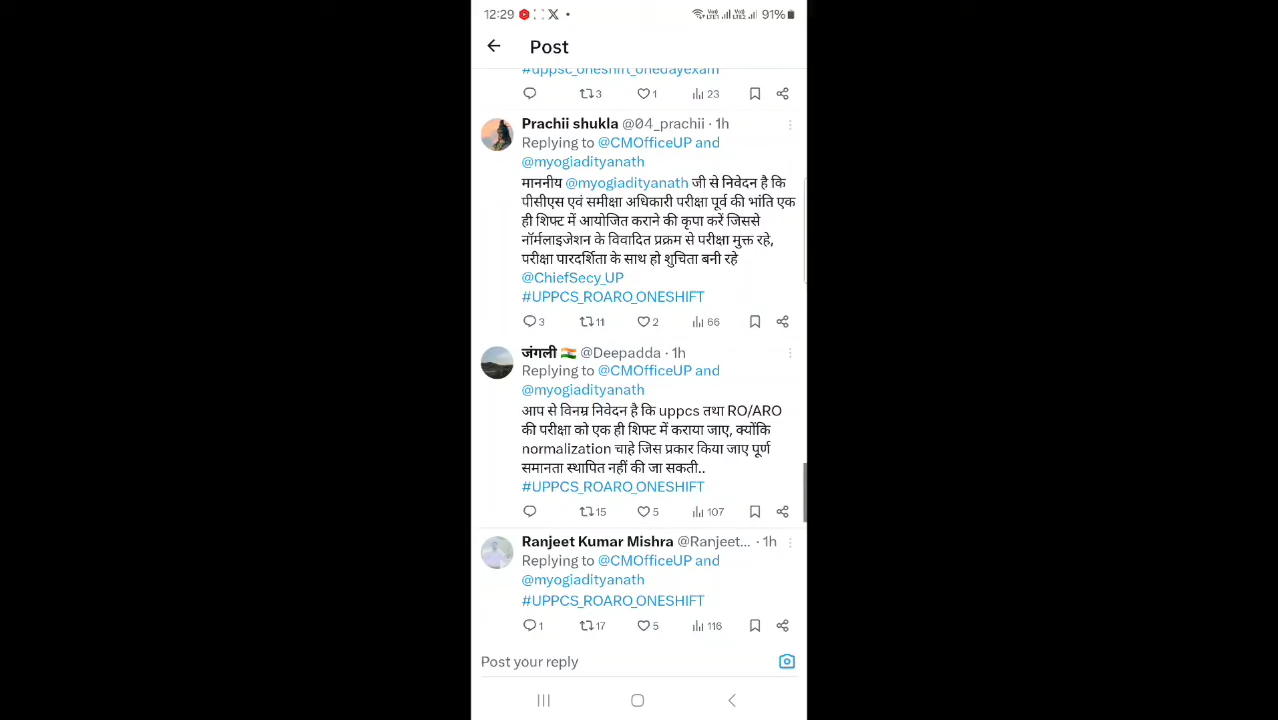 12:29
91%
Post
#uppsc_oneshift_onedayexam
3 1 23
Prachii shukla @04_prachii · 1h
Replying to @CMOfficeUP and
@myogiadityanath
माननीय @myogiadityanath जी से निवेदन है कि
पीसीएस एवं समीक्षा अधिकारी परीक्षा पूर्व की भांति एक
ही शिफ्ट में आयोजित कराने की कृपा करें जिससे
नॉर्मलाइजेशन के विवादित प्रक्रम से परीक्षा मुक्त रहे,
परीक्षा पारदर्शिता के साथ हो शुचिता बनी रहे
@ChiefSecy_UP
#UPPCS_ROARO_ONESHIFT
3 11 2 66
जंगली @Deepadda · 1h
Replying to @CMOfficeUP and
@myogiadityanath
आप से विनम्र निवेदन है कि uppcs तथा RO/ARO
की परीक्षा को एक ही शिफ्ट में कराया जाए, क्योंकि
normalization चाहे जिस प्रकार किया जाए पूर्ण
समानता स्थापित नहीं की जा सकती..
#UPPCS_ROARO_ONESHIFT
15 5 107
Ranjeet Kumar Mishra @Ranjeet... · 1h
Replying to @CMOfficeUP and
@myogiadityanath
#UPPCS_ROARO_ONESHIFT
1 17 5 116
Post your reply